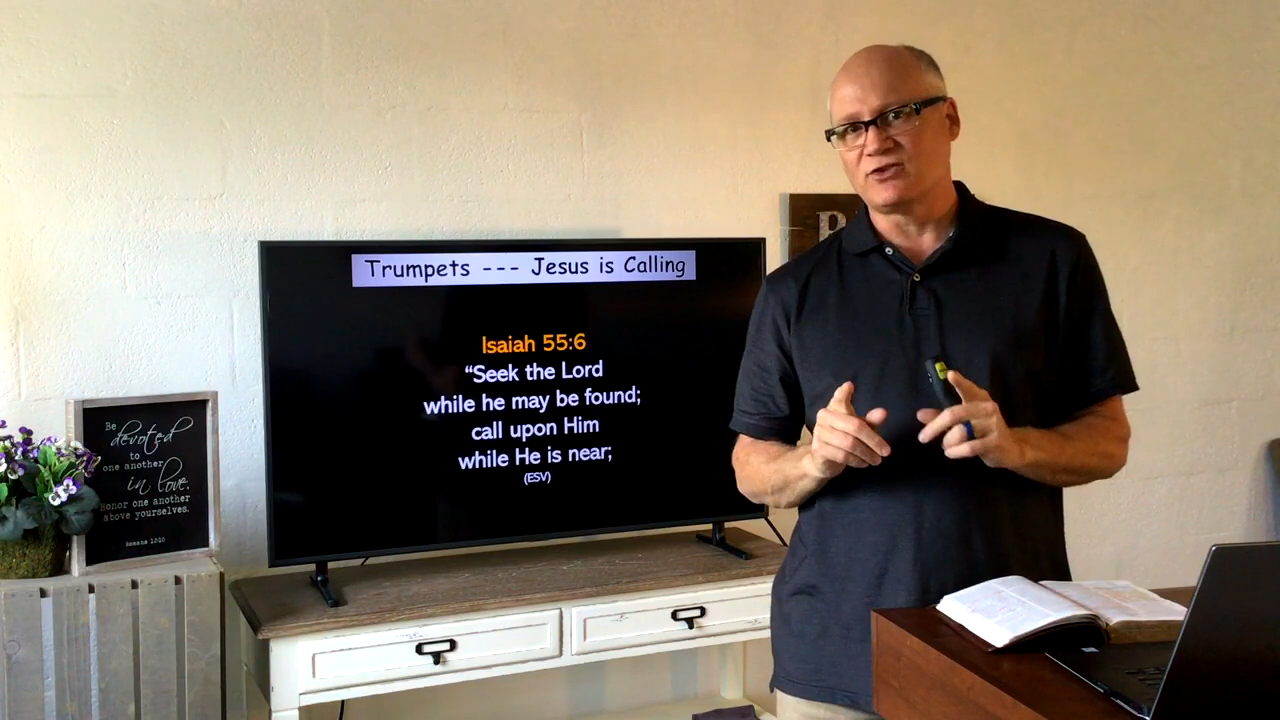 Trumpets --- Jesus is Calling
Isaiah 55:6
“Seek the Lord
while he may be found;
call upon Him
while He is near;
(ESV)
Be
devoted
to
one another
in love.
Honor one another
above yourselves.
Romans 12:10